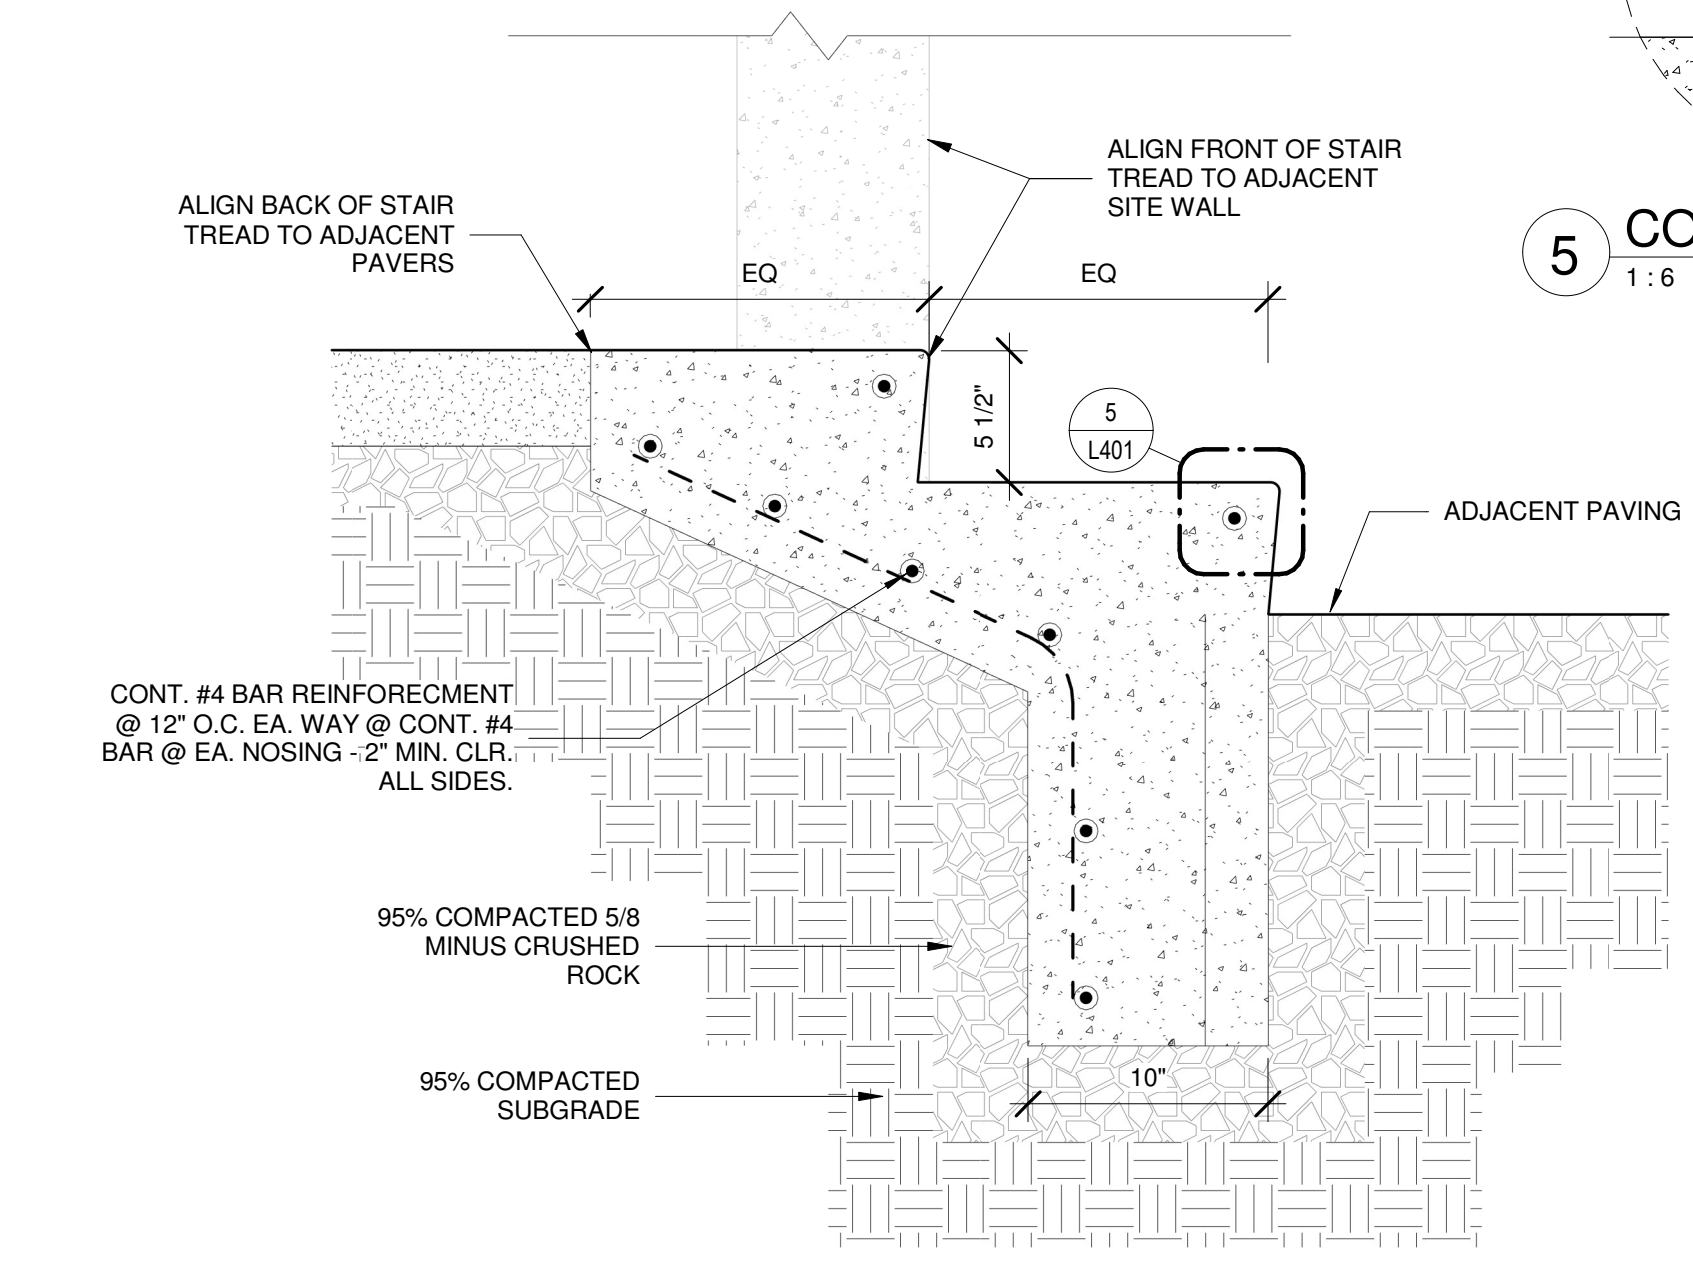 ALIGN FRONT OF STAIR
TREAD TO ADJACENT
SITE WALL
ALIGN BACK OF STAIR
TREAD TO ADJACENT
PAVERS
EQ
EQ
5
1 : 6
5 1/2"
5
L401
ADJACENT PAVING
CONT. #4 BAR REINFORECMENT
@ 12" O.C. EA. WAY @ CONT. #4
BAR @ EA. NOSING - 2" MIN. CLR.
ALL SIDES.
95% COMPACTED 5/8
MINUS CRUSHED
ROCK
10"
95% COMPACTED
SUBGRADE